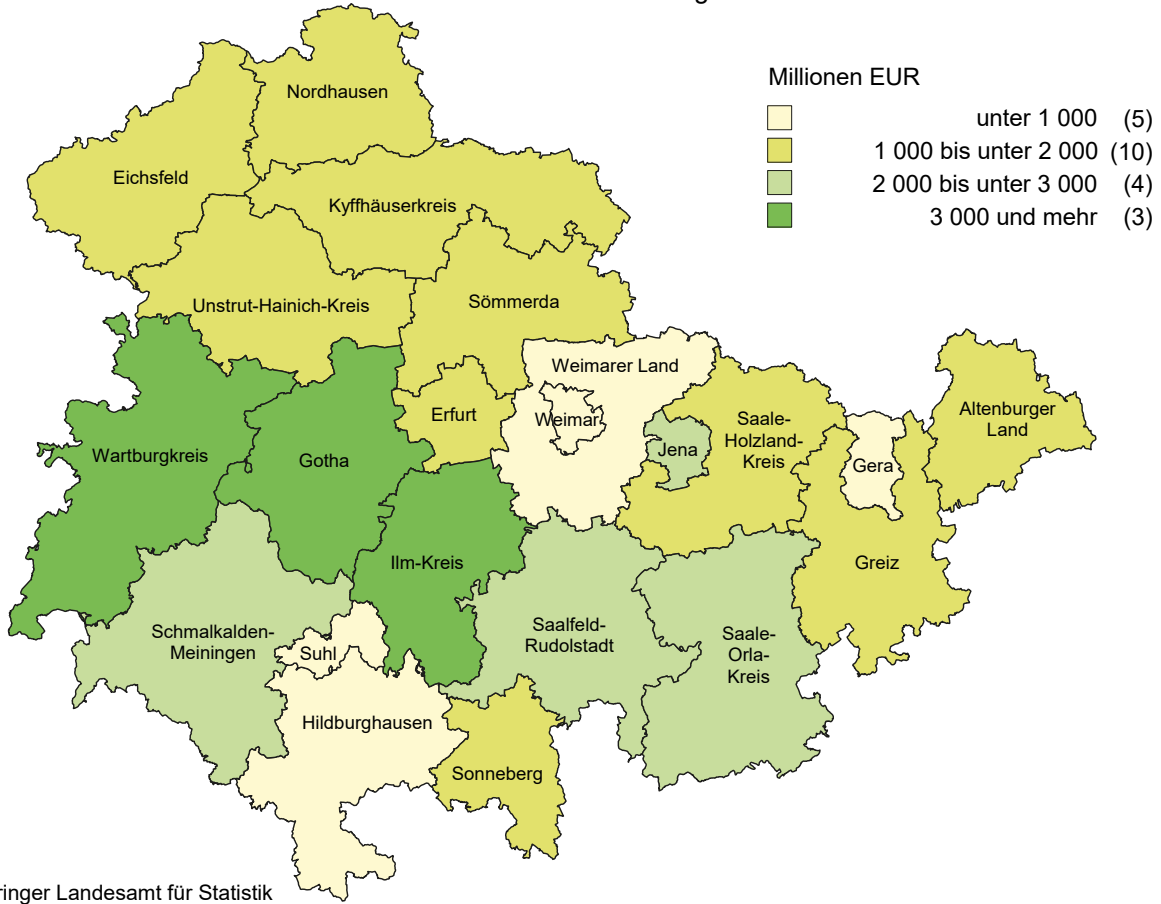 Millionen EUR
unter 1 000 (5)
1 000 bis unter 2 000 (10)
2 000 bis unter 3 000 (4)
3 000 und mehr (3)
Nordhausen
Eichsfeld
Kyffhäuserkreis
Unstrut-Hainich-Kreis
Sömmerda
Weimarer Land
Erfurt
Weimar
Jena
Saale-
Holzland-
Kreis
Altenburger
Land
Wartburgkreis
Gotha
Gera
Ilm-Kreis
Greiz
Schmalkalden-
Meiningen
Suhl
Saalfeld-
Rudolstadt
Saale-
Orla-
Kreis
Hildburghausen
Sonneberg
ringer Landesamt für Statistik